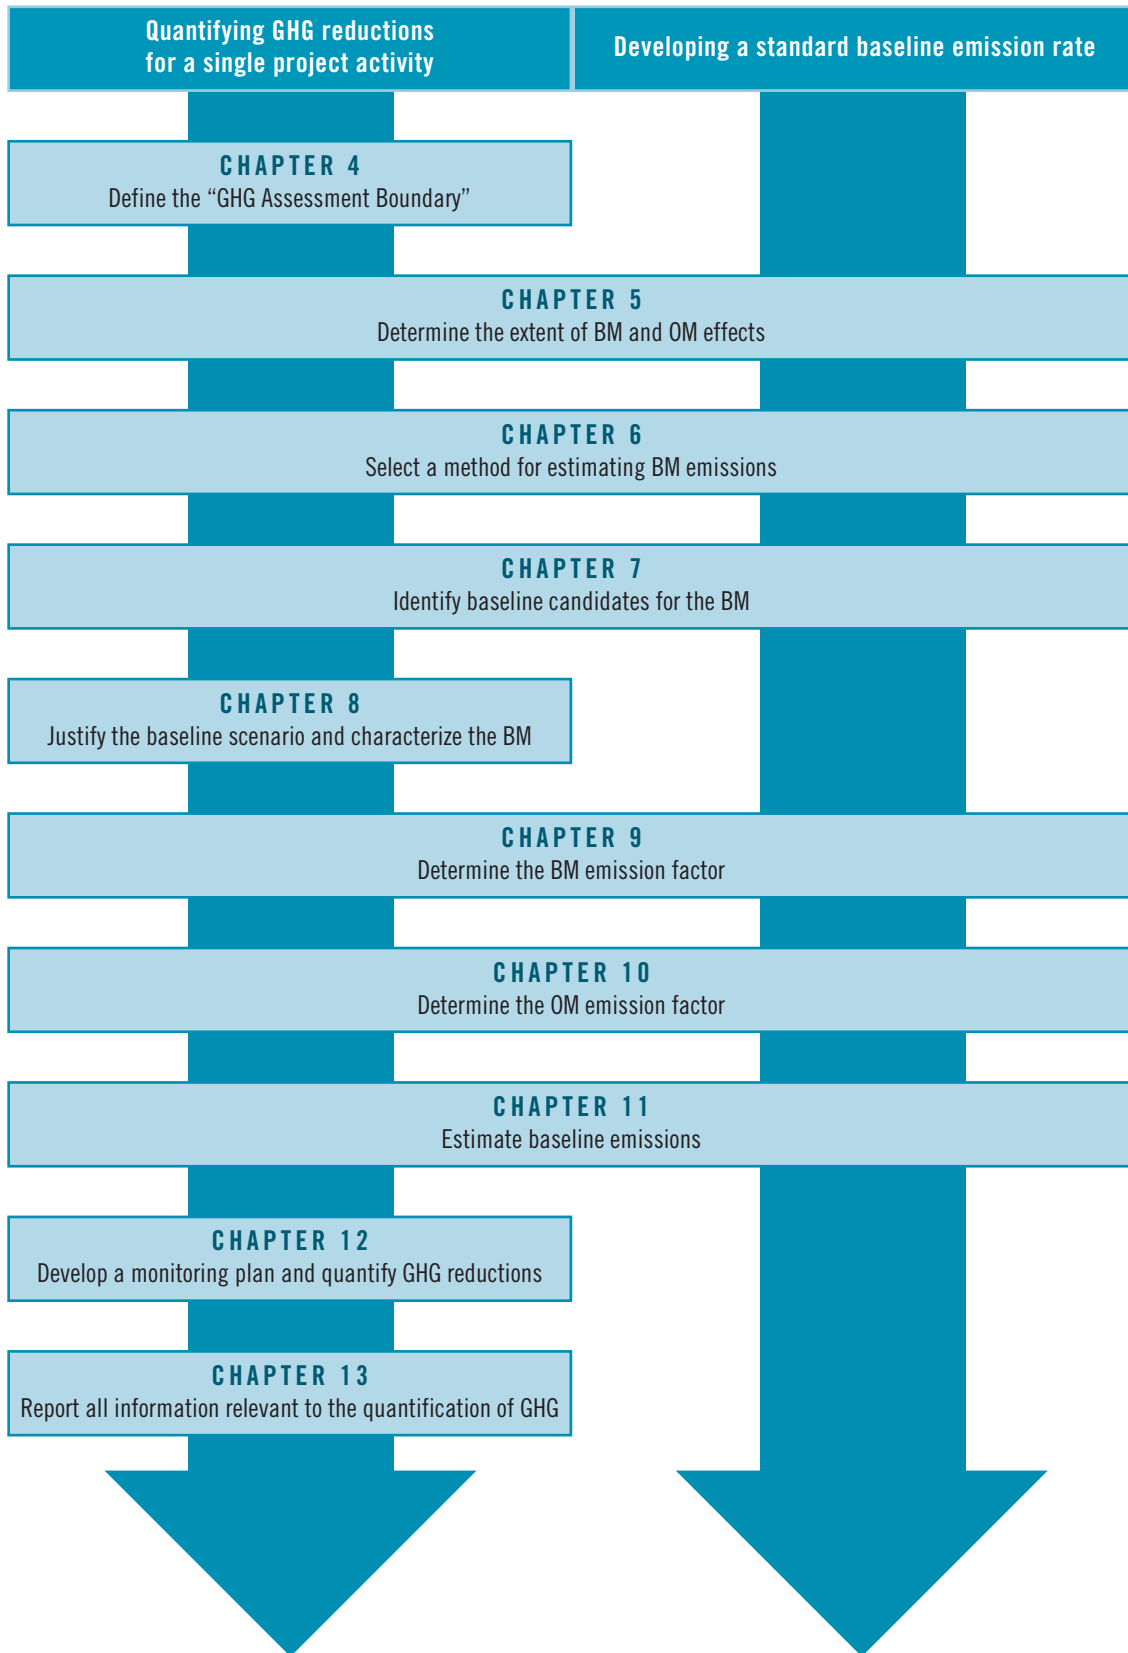 Quantifying GHG reductions
for a single project activity
Developing a standard baseline emission rate
CHAPTER 4
Define the “GHG Assessment Boundary”
CHAPTER 5
Determine the extent of BM and OM effects
CHAPTER 6
Select a method for estimating BM emissions
CHAPTER 7
Identify baseline candidates for the BM
CHAPTER 8
Justify the baseline scenario and characterize the BM
CHAPTER 9
Determine the BM emission factor
CHAPTER 10
Determine the OM emission factor
CHAPTER 11
Estimate baseline emissions
CHAPTER 12
Develop a monitoring plan and quantify GHG reductions
CHAPTER 13
Report all information relevant to the quantification of GHG